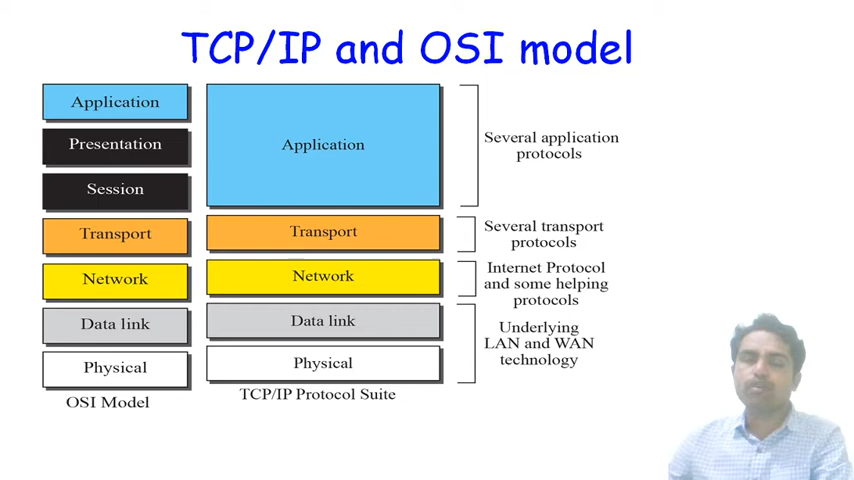 TCP/IP and OSI model
Application
Presentation
Session
Transport
Network
Data link
Physical
OSI Model
Application
Transport
Network
Data link
Physical
TCP/IP Protocol Suite
Several application
protocols
Several transport
protocols
Internet Protocol
and some helping
protocols
Underlying
LAN and WAN
technology